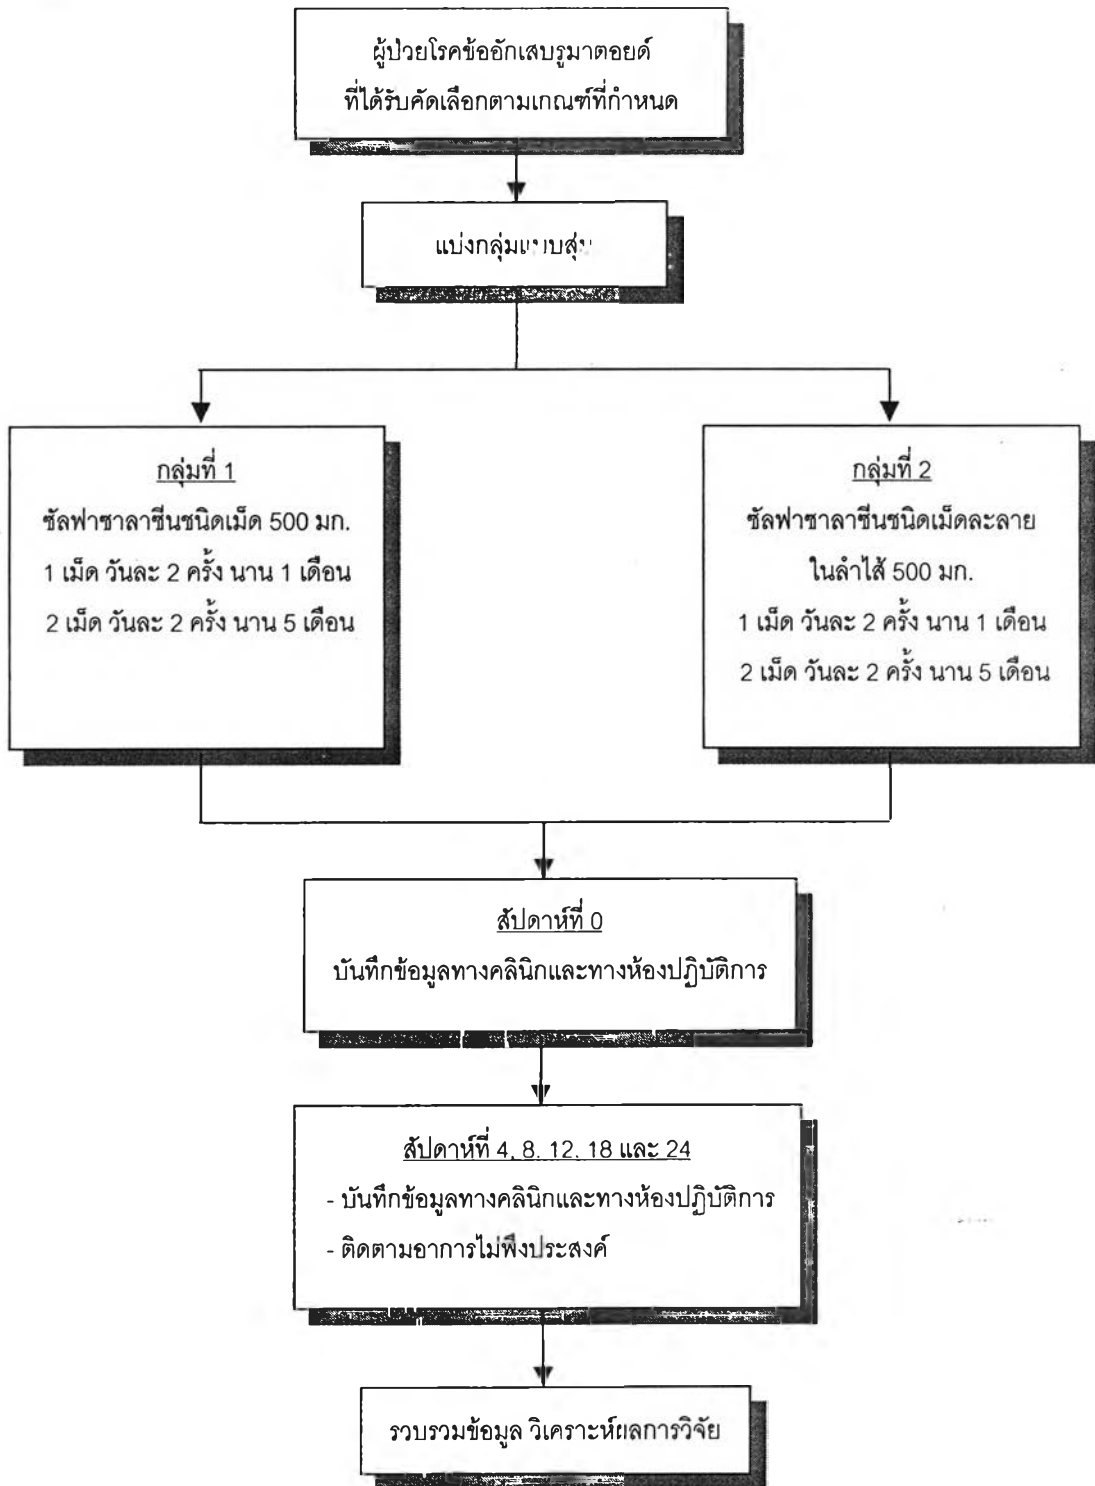 ผู้ป่วยโรคข้ออักเสบรูมาตอยด์
ที่ได้รับคัดเลือกตามเกณฑ์ที่กำหนด
แบ่งกลุ่มแบบสุ่ม
กลุ่มที่ 1
ซัลฟาซาลาซีนชนิดเม็ด 500 มก.
1 เม็ด วันละ 2 ครั้ง นาน 1 เดือน
2 เม็ด วันละ 2 ครั้ง นาน 5 เดือน
กลุ่มที่ 2
ซัลฟาซาลาซีนชนิดเม็ดละลาย
ในลำไส้ 500 มก.
1 เม็ด วันละ 2 ครั้ง นาน 1 เดือน
2 เม็ด วันละ 2 ครั้ง นาน 5 เดือน
สัปดาห์ที่ 0
บันทึกข้อมูลทางคลินิกและทางห้องปฏิบัติการ
สัปดาห์ที่ 4, 8, 12, 18 และ 24
- บันทึกข้อมูลทางคลินิกและทางห้องปฏิบัติการ
- ติดตามอาการไม่พึงประสงค์
รวบรวมข้อมูล วิเคราะห์ผลการวิจัย